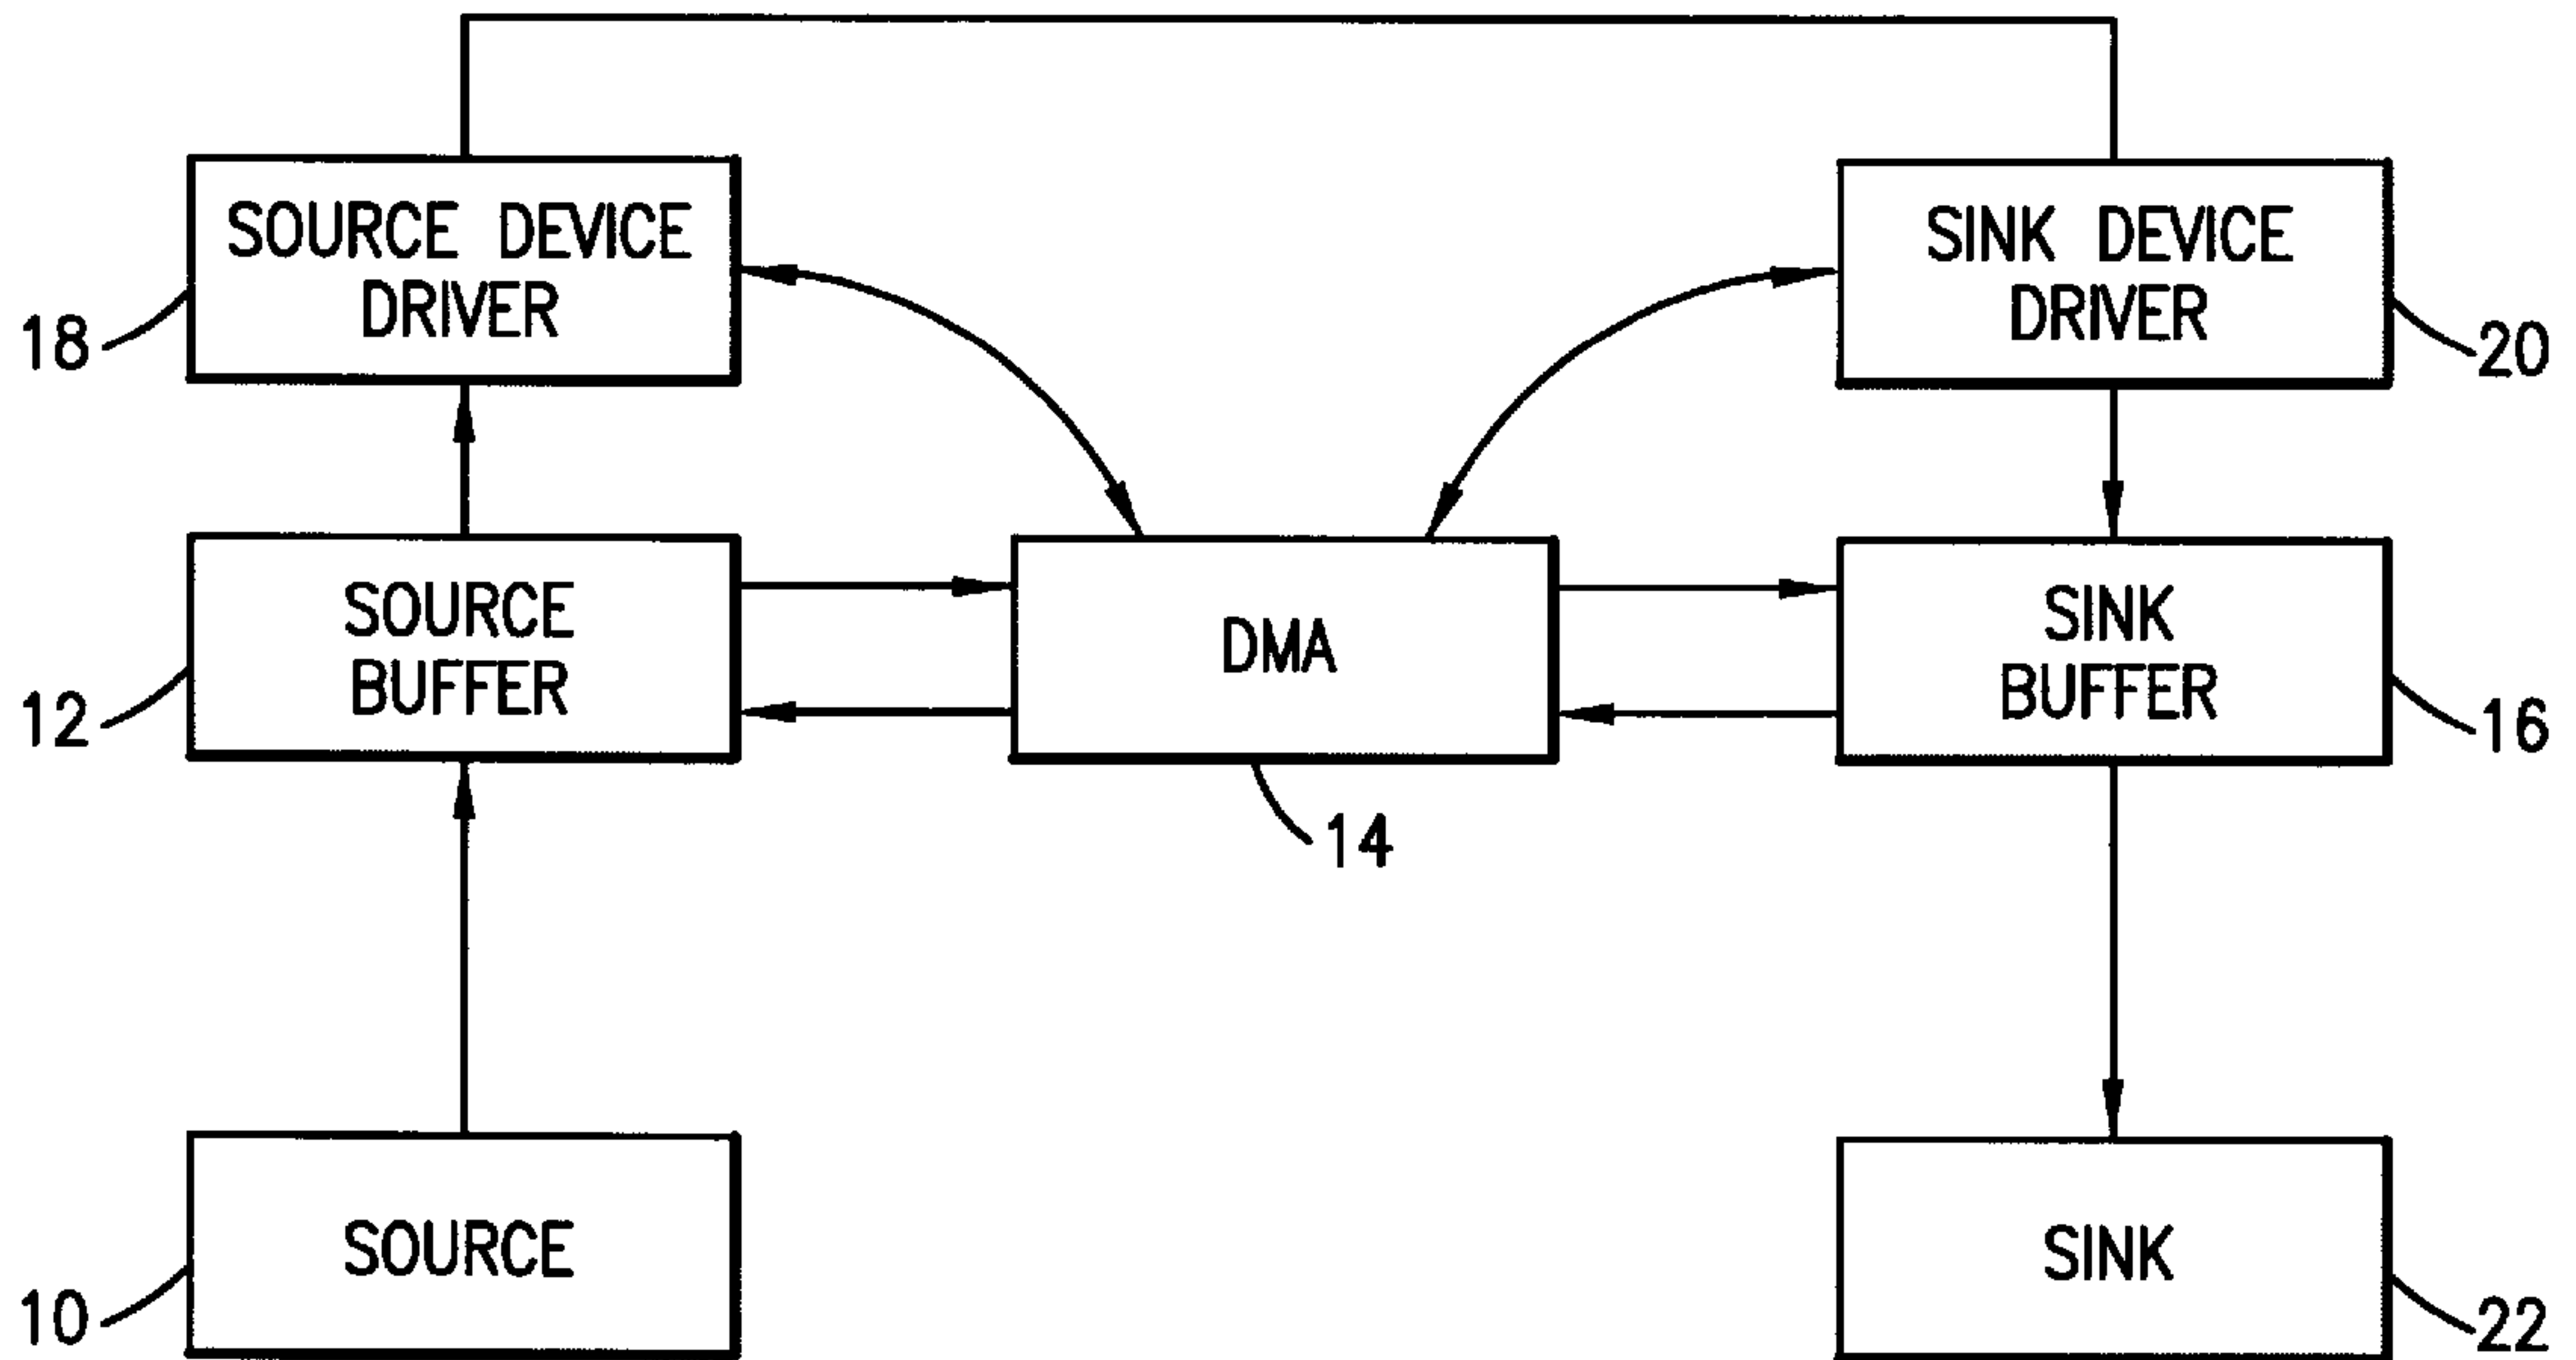 SOURCE DEVICE
DRIVER
18
SINK DEVICE
DRIVER
20
SOURCE
BUFFER
12
DMA
14
SINK
BUFFER
16
SOURCE
10
SINK
22